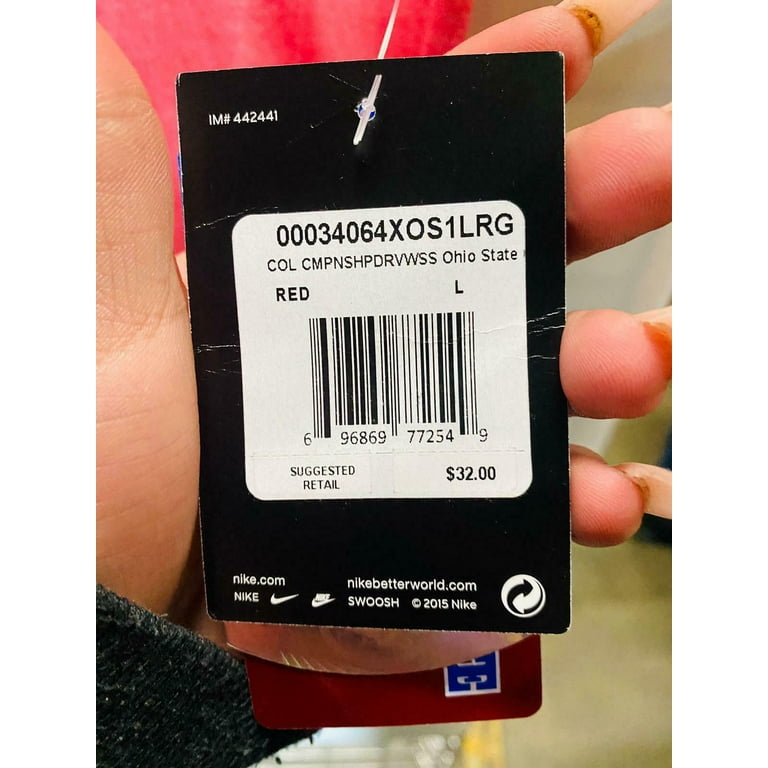 IM# 442441
00034064XOS1LRG
COL CMPNSHPDRVWSS Ohio State
RED L
6 96869 77254 9
SUGGESTED RETAIL $32.00
nike.com nikebetterworld.com
NIKE SWOOSH © 2015 Nike